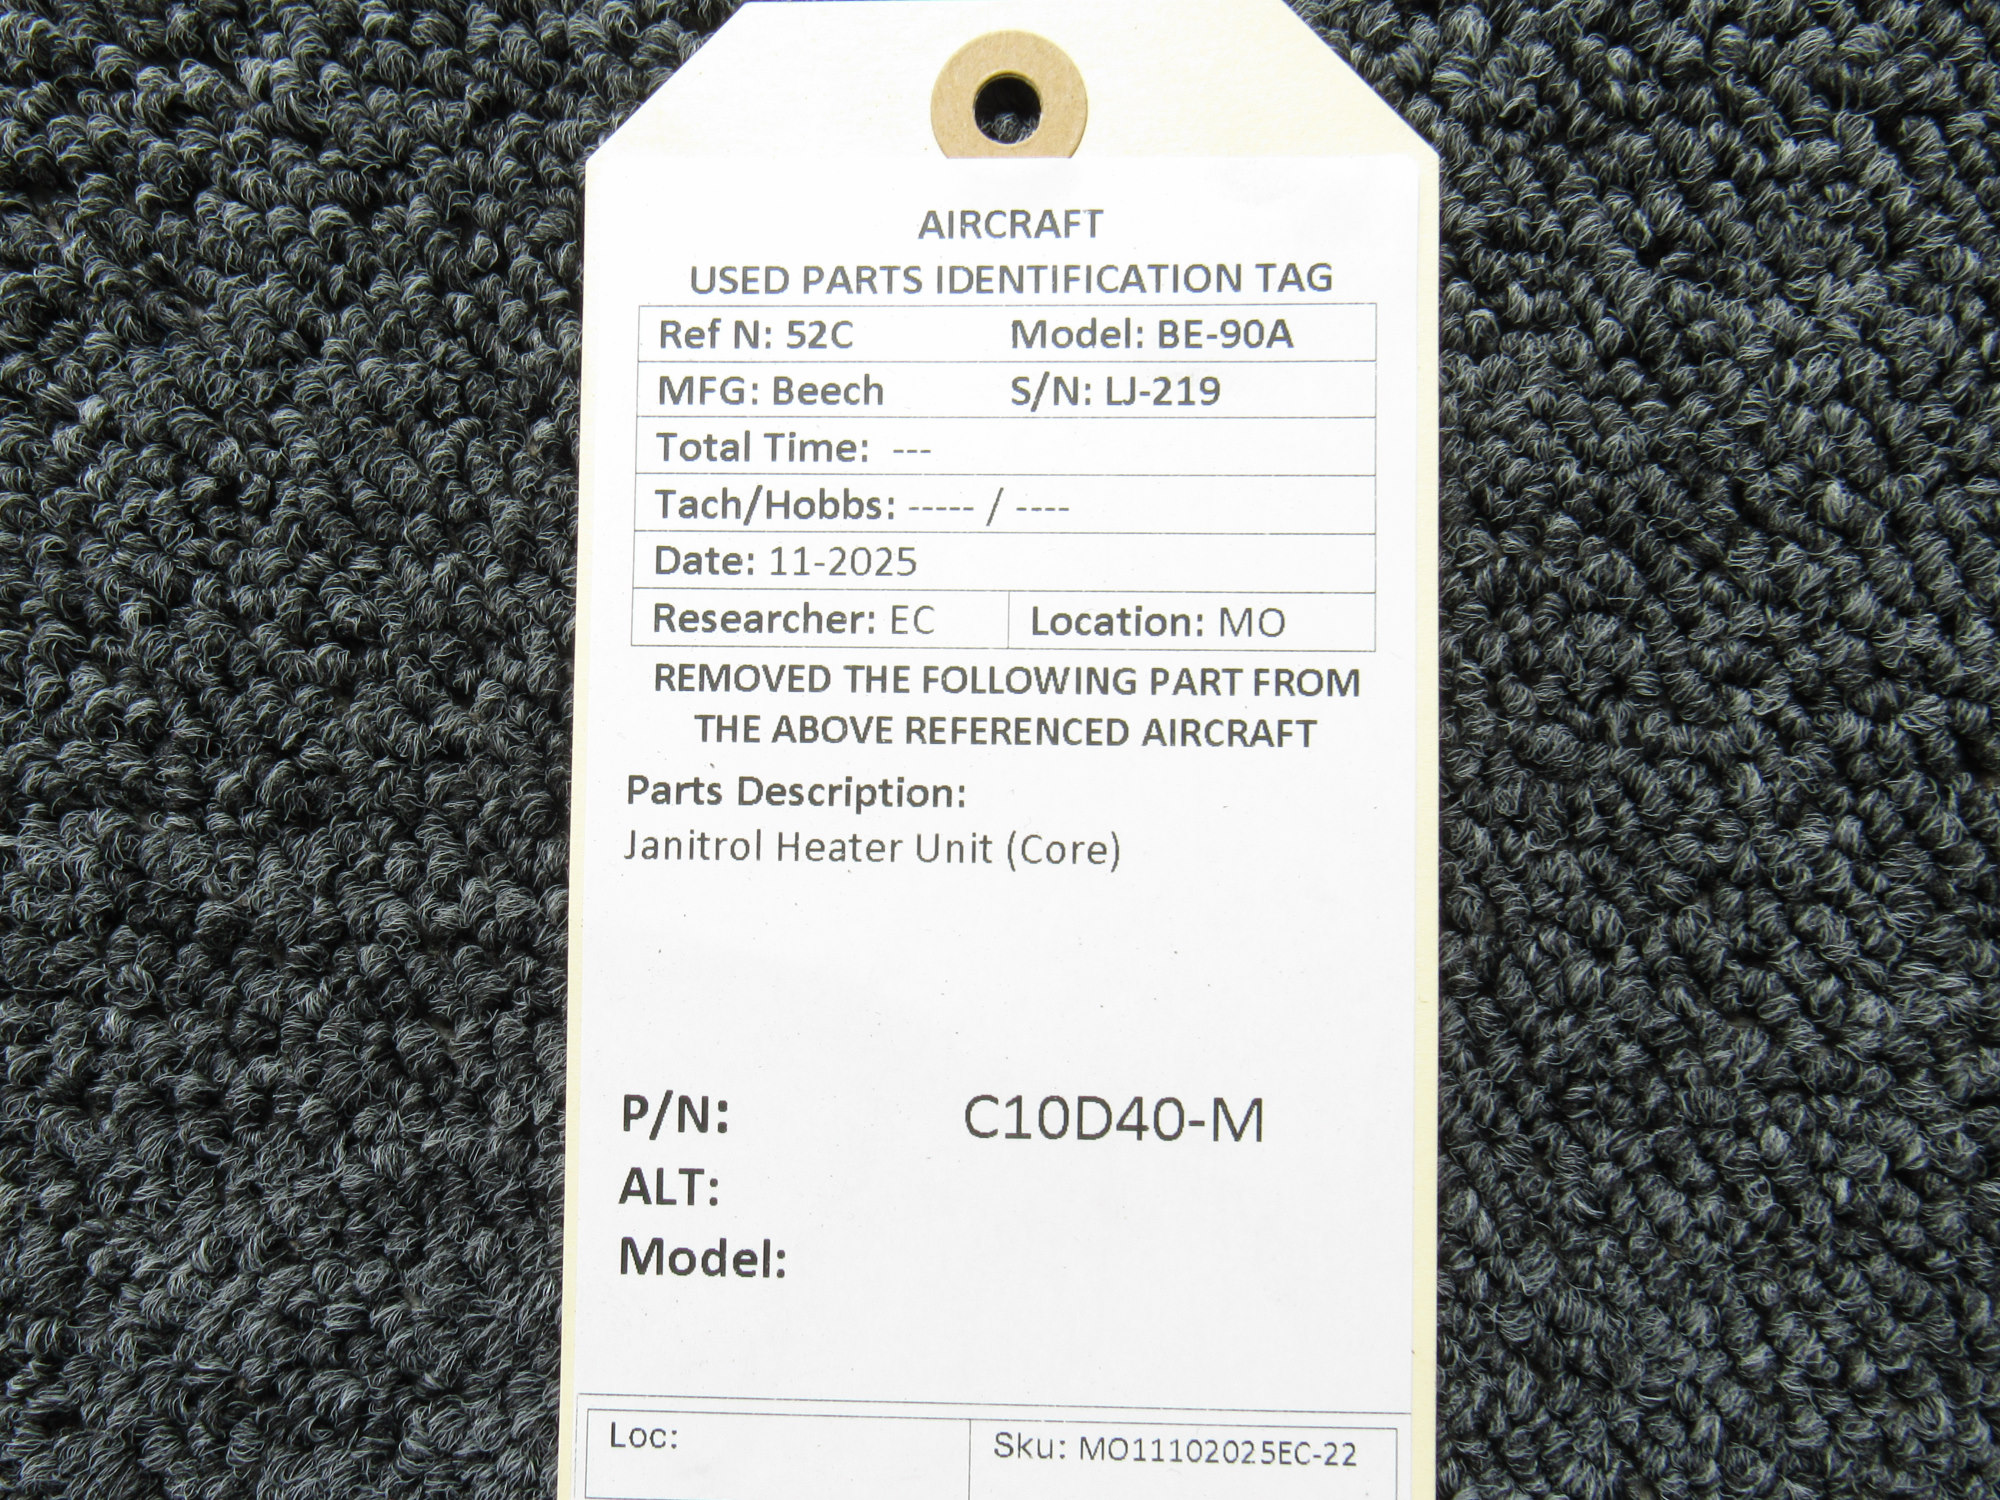 AIRCRAFT
USED PARTS IDENTIFICATION TAG
Ref N: 52C Model: BE-90A
MFG: Beech S/N: LJ-219
Total Time: ---
Tach/Hobbs: ----- / ----
Date: 11-2025
Researcher: EC Location: MO
REMOVED THE FOLLOWING PART FROM
THE ABOVE REFERENCED AIRCRAFT
Parts Description:
Janitrol Heater Unit (Core)
P/N: C10D40-M
ALT:
Model:
Loc: Sku: MO11102025EC-22